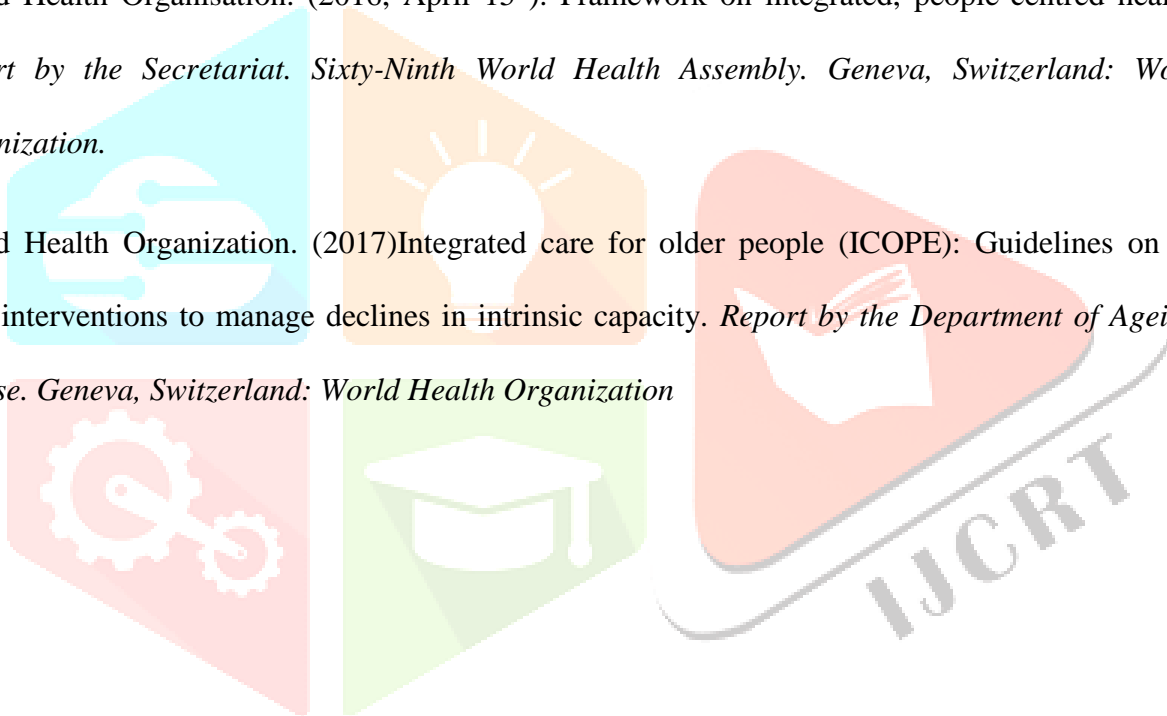 d Health Organisation. (2016, April 15 ). Framework on integrated, people-centred heal
rt by the Secretariat. Sixty-Ninth World Health Assembly. Geneva, Switzerland: Wo
nization.
d Health Organization. (2017)Integrated care for older people (ICOPE): Guidelines on
interventions to manage declines in intrinsic capacity. Report by the Department of Agei
se. Geneva, Switzerland: World Health Organization
IJCRT